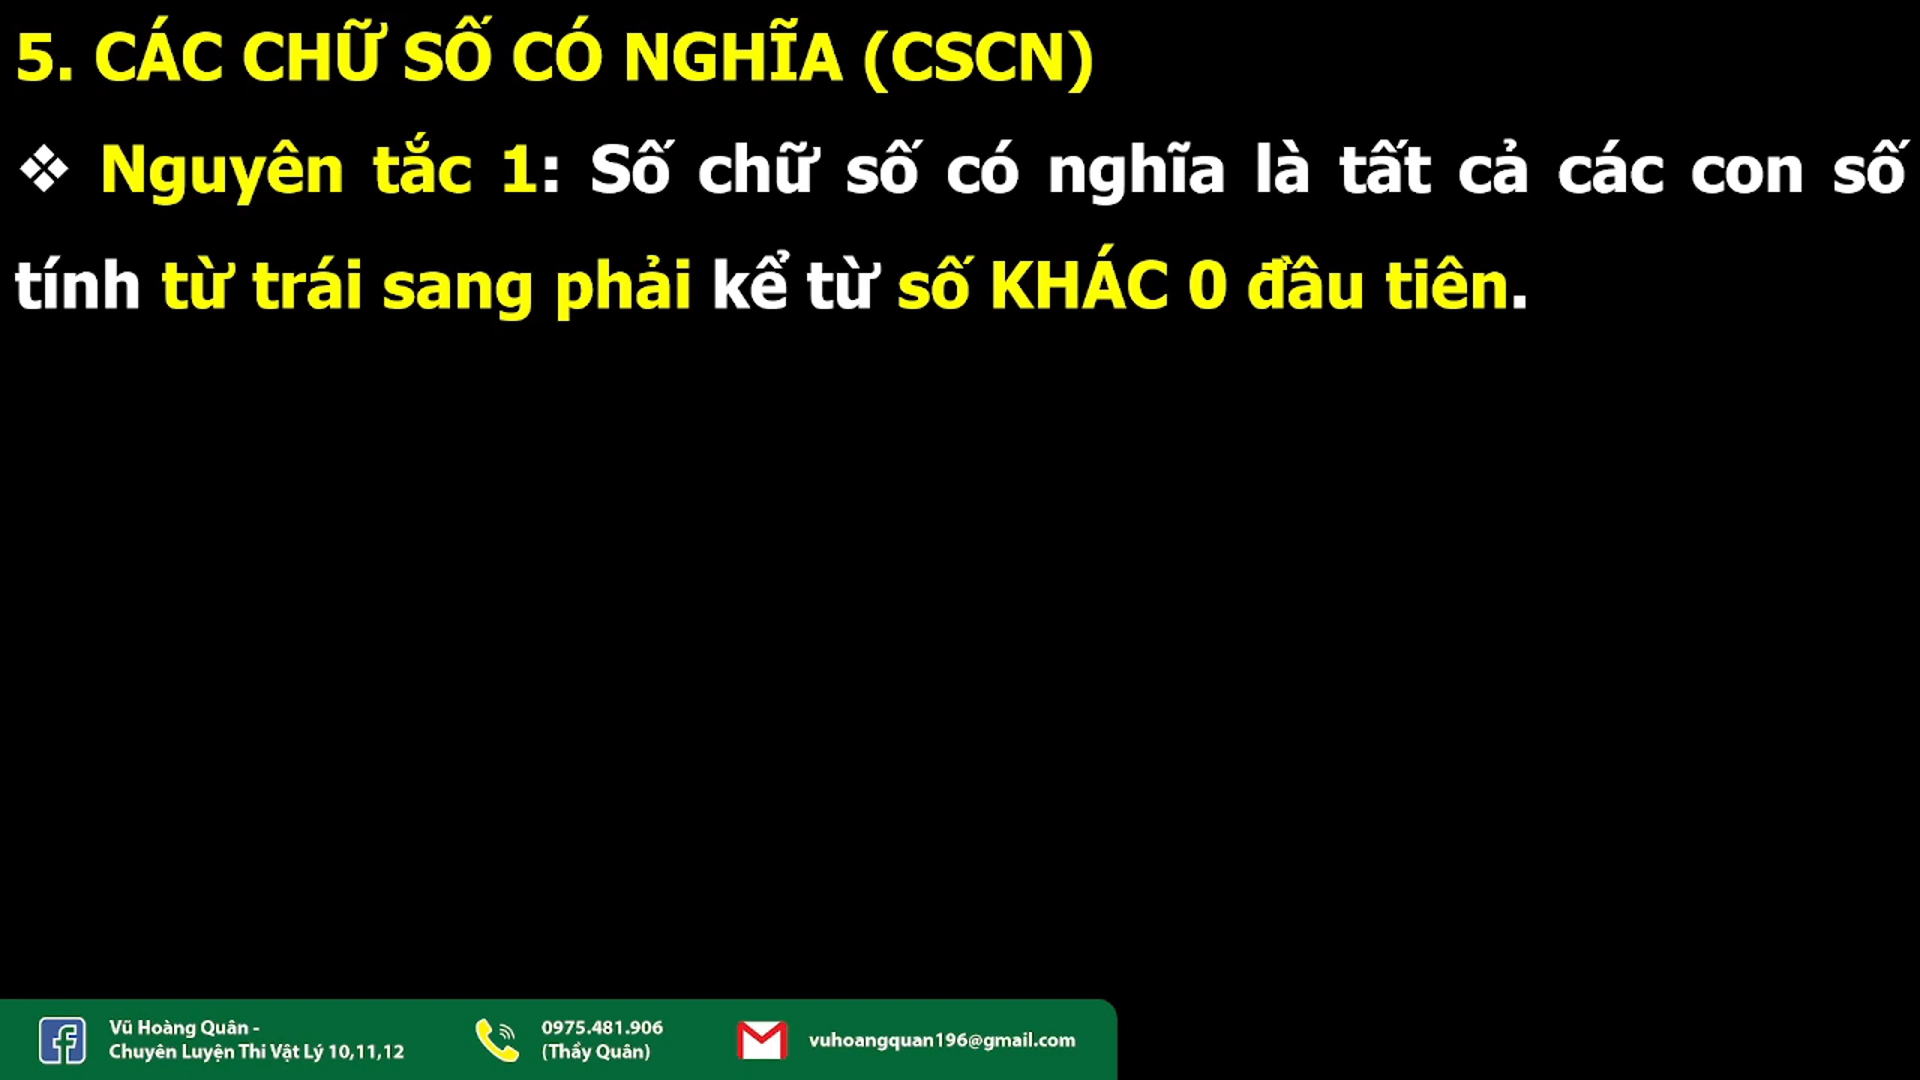 5. CÁC CHỮ SỐ CÓ NGHĨA (CSCN)
❖ Nguyên tắc 1: Số chữ số có nghĩa là tất cả các con số
tính từ trái sang phải kể từ số KHÁC 0 đầu tiên.
Vũ Hoàng Quân -
Chuyên Luyện Thi Vật Lý 10,11,12
0975.481.906
(Thầy Quân)
vuhoangquan196@gmail.com